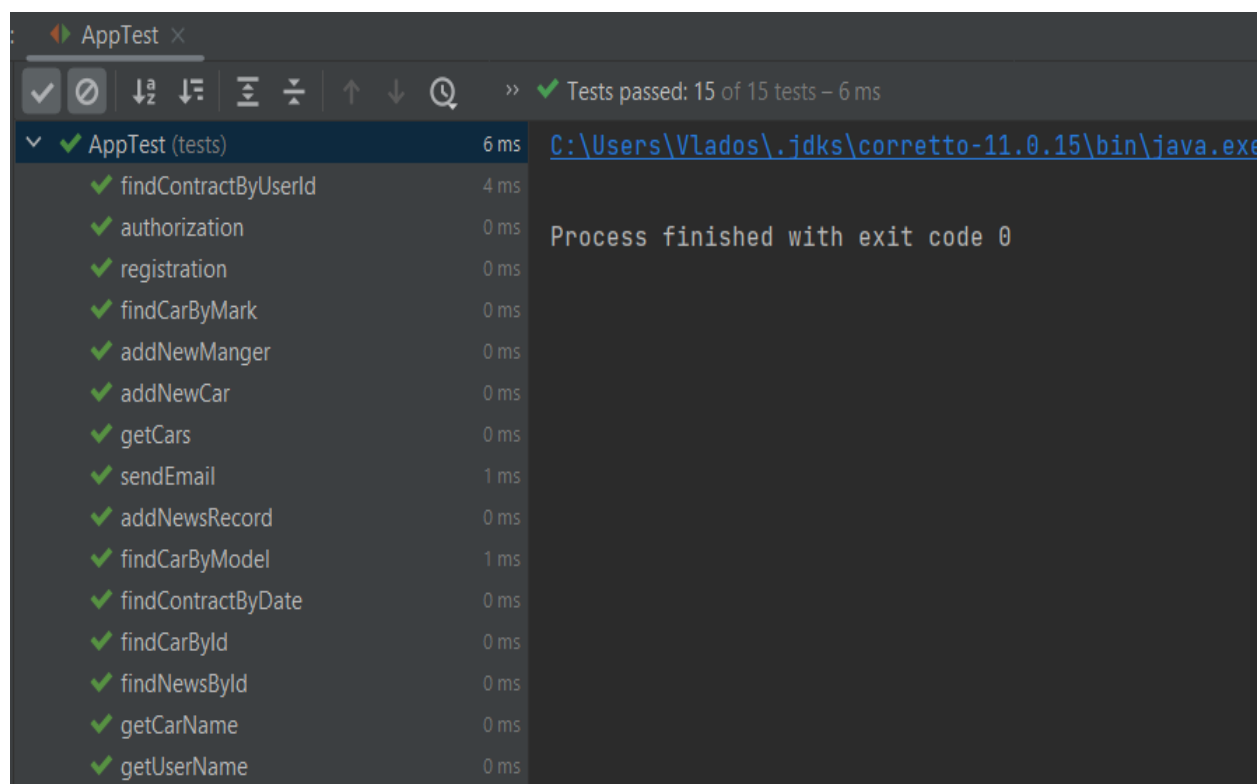 AppTest
Tests passed: 15 of 15 tests – 6 ms
AppTest (tests) 6 ms
C:\Users\Vlados\.jdks\corretto-11.0.15\bin\java.exe
findContractByUserId 4 ms
authorization 0 ms
Process finished with exit code 0
registration 0 ms
findCarByMark 0 ms
addNewManger 0 ms
addNewCar 0 ms
getCars 0 ms
sendEmail 1 ms
addNewsRecord 0 ms
findCarByModel 1 ms
findContractByDate 0 ms
findCarById 0 ms
findNewsById 0 ms
getCarName 0 ms
getUserName 0 ms